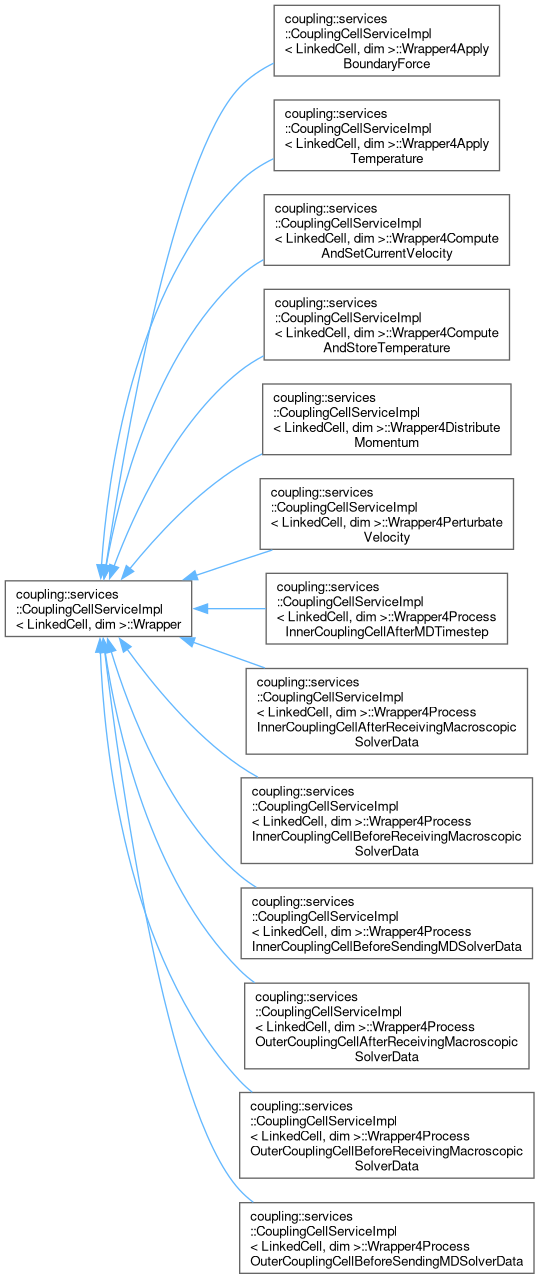 coupling::services
::CouplingCellServiceImpl
< LinkedCell, dim >::Wrapper4Apply
BoundaryForce
coupling::services
::CouplingCellServiceImpl
< LinkedCell, dim >::Wrapper4Apply
Temperature
coupling::services
::CouplingCellServiceImpl
< LinkedCell, dim >::Wrapper4Compute
AndSetCurrentVelocity
coupling::services
::CouplingCellServiceImpl
< LinkedCell, dim >::Wrapper4Compute
AndStoreTemperature
coupling::services
::CouplingCellServiceImpl
< LinkedCell, dim >::Wrapper4Distribute
Momentum
coupling::services
::CouplingCellServiceImpl
< LinkedCell, dim >::Wrapper4Perturbate
Velocity
coupling::services
::CouplingCellServiceImpl
< LinkedCell, dim >::Wrapper
coupling::services
::CouplingCellServiceImpl
< LinkedCell, dim >::Wrapper4Process
InnerCouplingCellAfterMDTimestep
coupling::services
::CouplingCellServiceImpl
< LinkedCell, dim >::Wrapper4Process
InnerCouplingCellAfterReceivingMacroscopic
SolverData
coupling::services
::CouplingCellServiceImpl
< LinkedCell, dim >::Wrapper4Process
InnerCouplingCellBeforeReceivingMacroscopic
SolverData
coupling::services
::CouplingCellServiceImpl
< LinkedCell, dim >::Wrapper4Process
InnerCouplingCellBeforeSendingMDSolverData
coupling::services
::CouplingCellServiceImpl
< LinkedCell, dim >::Wrapper4Process
OuterCouplingCellAfterReceivingMacroscopic
SolverData
coupling::services
::CouplingCellServiceImpl
< LinkedCell, dim >::Wrapper4Process
OuterCouplingCellBeforeReceivingMacroscopic
SolverData
coupling::services
::CouplingCellServiceImpl
< LinkedCell, dim >::Wrapper4Process
OuterCouplingCellBeforeSendingMDSolverData